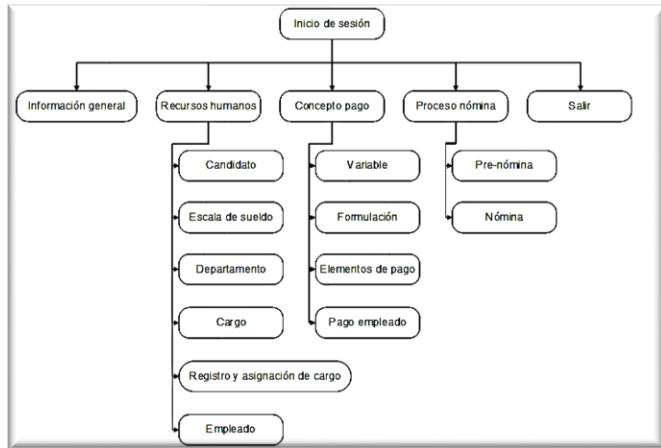 Inicio de sesión
Información general
Recursos humanos
Concepto pago
Proceso nómina
Salir
Candidato
Variable
Pre-nómina
Escala de sueldo
Formulación
Nómina
Departamento
Elementos de pago
Cargo
Pago empleado
Registro y asignación de cargo
Empleado